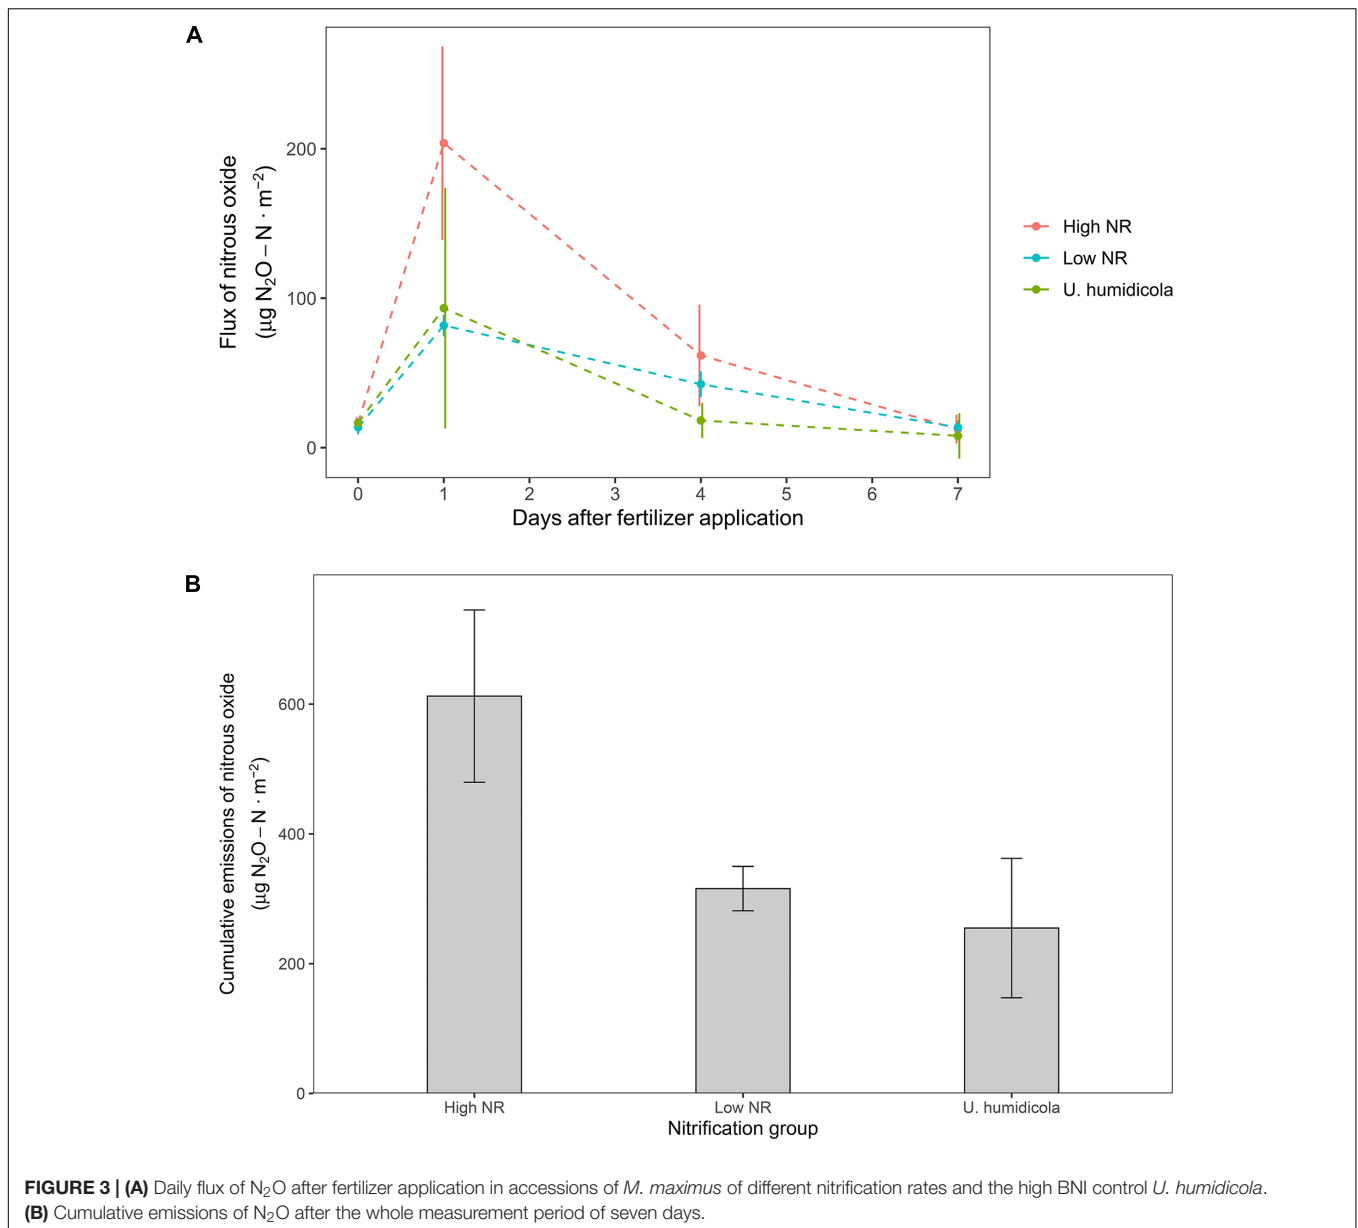 A
Flux of nitrous oxide
(μg N₂O – N · m⁻²)
200
100
0
0 1 2 3 4 5 6 7
Days after fertilizer application
High NR
Low NR
U. humidicola
B
Cumulative emissions of nitrous oxide
(μg N₂O – N · m⁻²)
600
400
200
0
High NR Low NR U. humidicola
Nitrification group
FIGURE 3 | (A) Daily flux of N₂O after fertilizer application in accessions of M. maximus of different nitrification rates and the high BNI control U. humidicola.
(B) Cumulative emissions of N₂O after the whole measurement period of seven days.